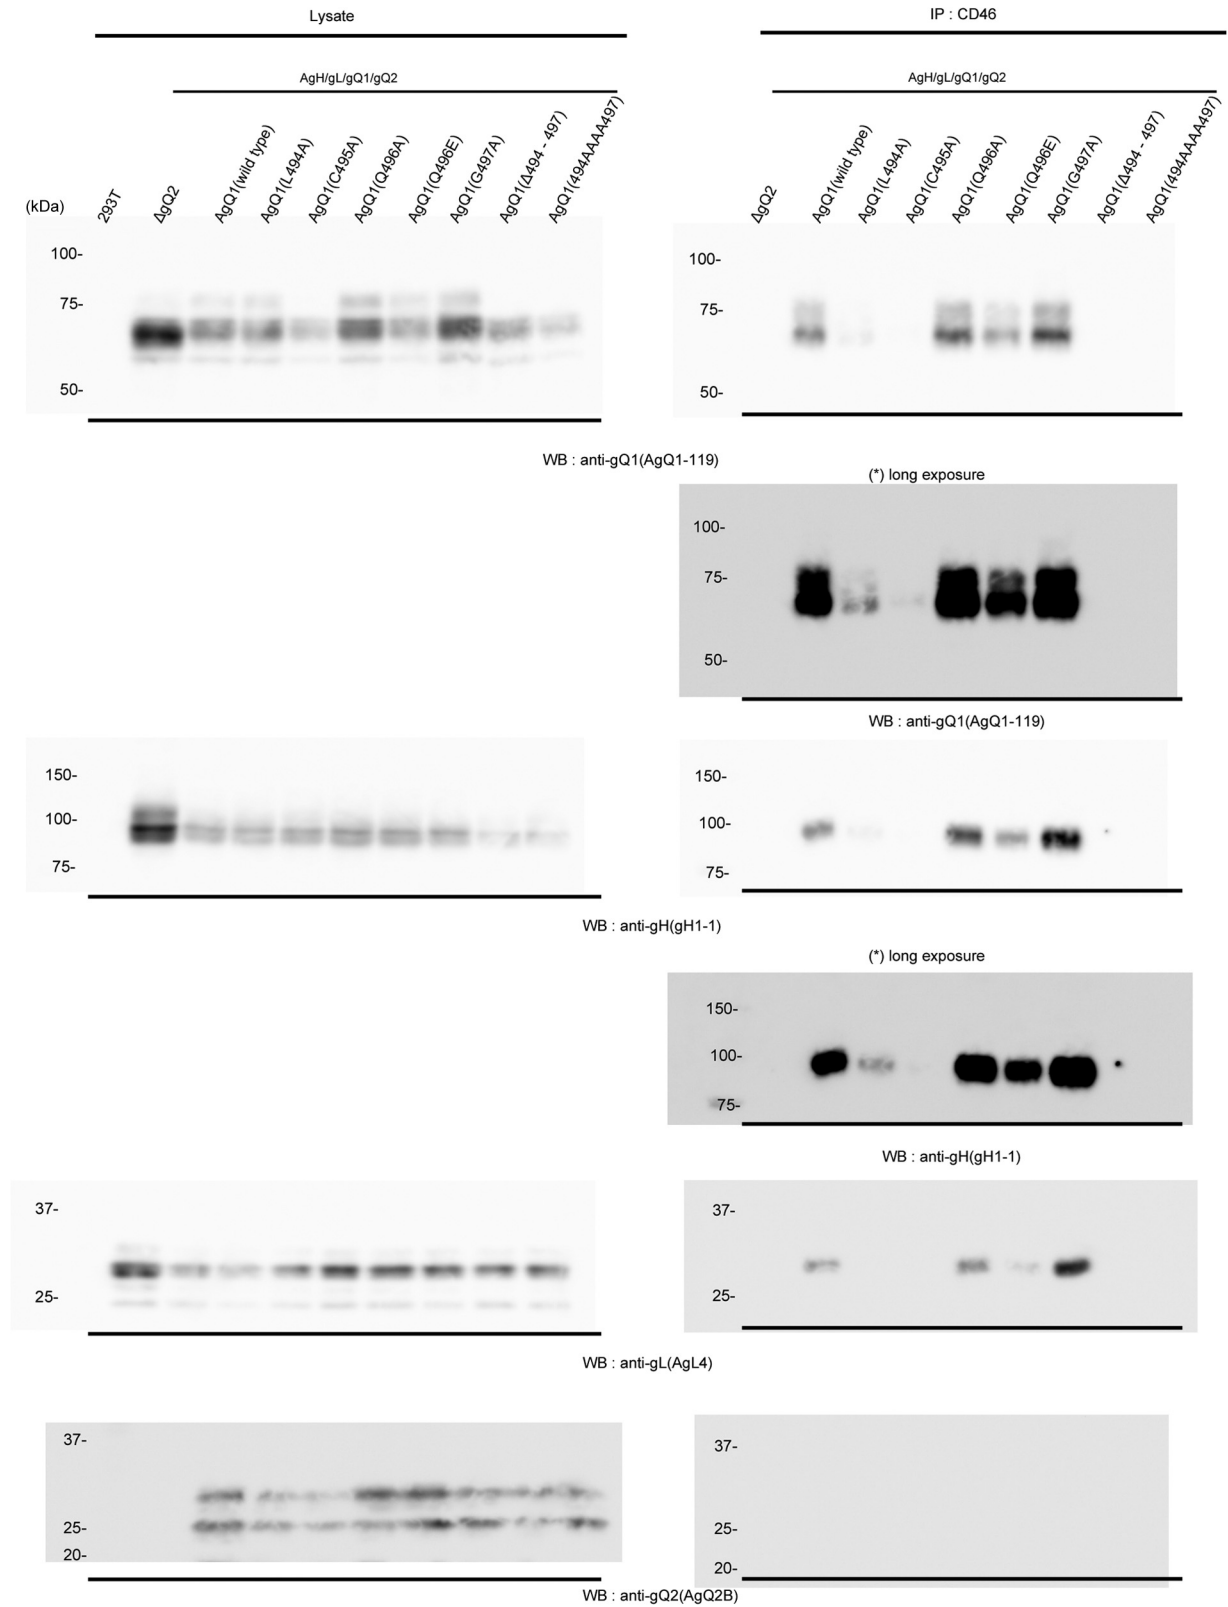 Lysate
IP : CD46
AgH/gL/gQ1/gQ2
AgH/gL/gQ1/gQ2
(kDa)
293T
ΔgQ2
AgQ1(wild type)
AgQ1(L494A)
AgQ1(C495A)
AgQ1(Q496A)
AgQ1(Q496E)
AgQ1(G497A)
AgQ1(Δ494 - 497)
AgQ1(494AAAA497)
ΔgQ2
AgQ1(wild type)
AgQ1(L494A)
AgQ1(C495A)
AgQ1(Q496A)
AgQ1(Q496E)
AgQ1(G497A)
AgQ1(Δ494 - 497)
AgQ1(494AAAA497)
100-
75-
50-
100-
75-
50-
WB : anti-gQ1(AgQ1-119)
(*) long exposure
100-
75-
50-
WB : anti-gQ1(AgQ1-119)
150-
100-
75-
150-
100-
75-
WB : anti-gH(gH1-1)
(*) long exposure
150-
100-
75-
WB : anti-gH(gH1-1)
37-
25-
37-
25-
WB : anti-gL(AgL4)
37-
25-
20-
37-
25-
20-
WB : anti-gQ2(AgQ2B)